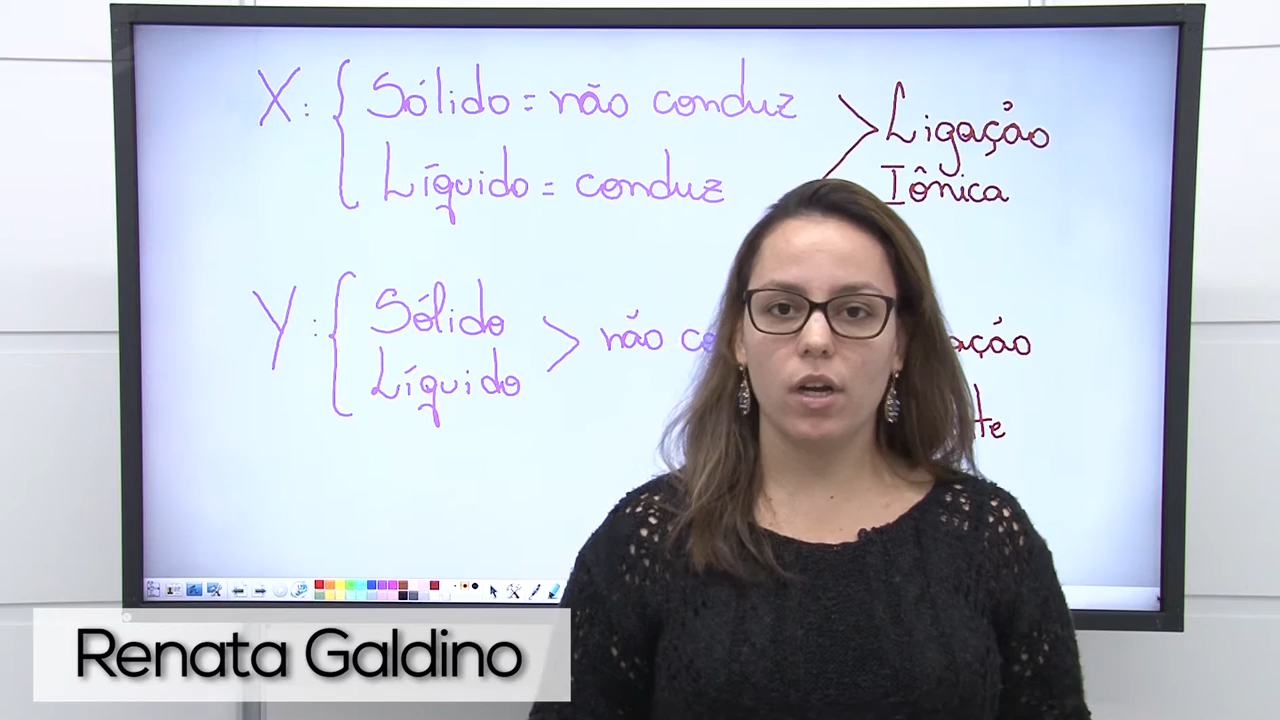 X: { Sólido = não conduz
Líquido = conduz
> Ligação
Iônica
Y: { Sólido
Líquido
> não
Renata Galdino